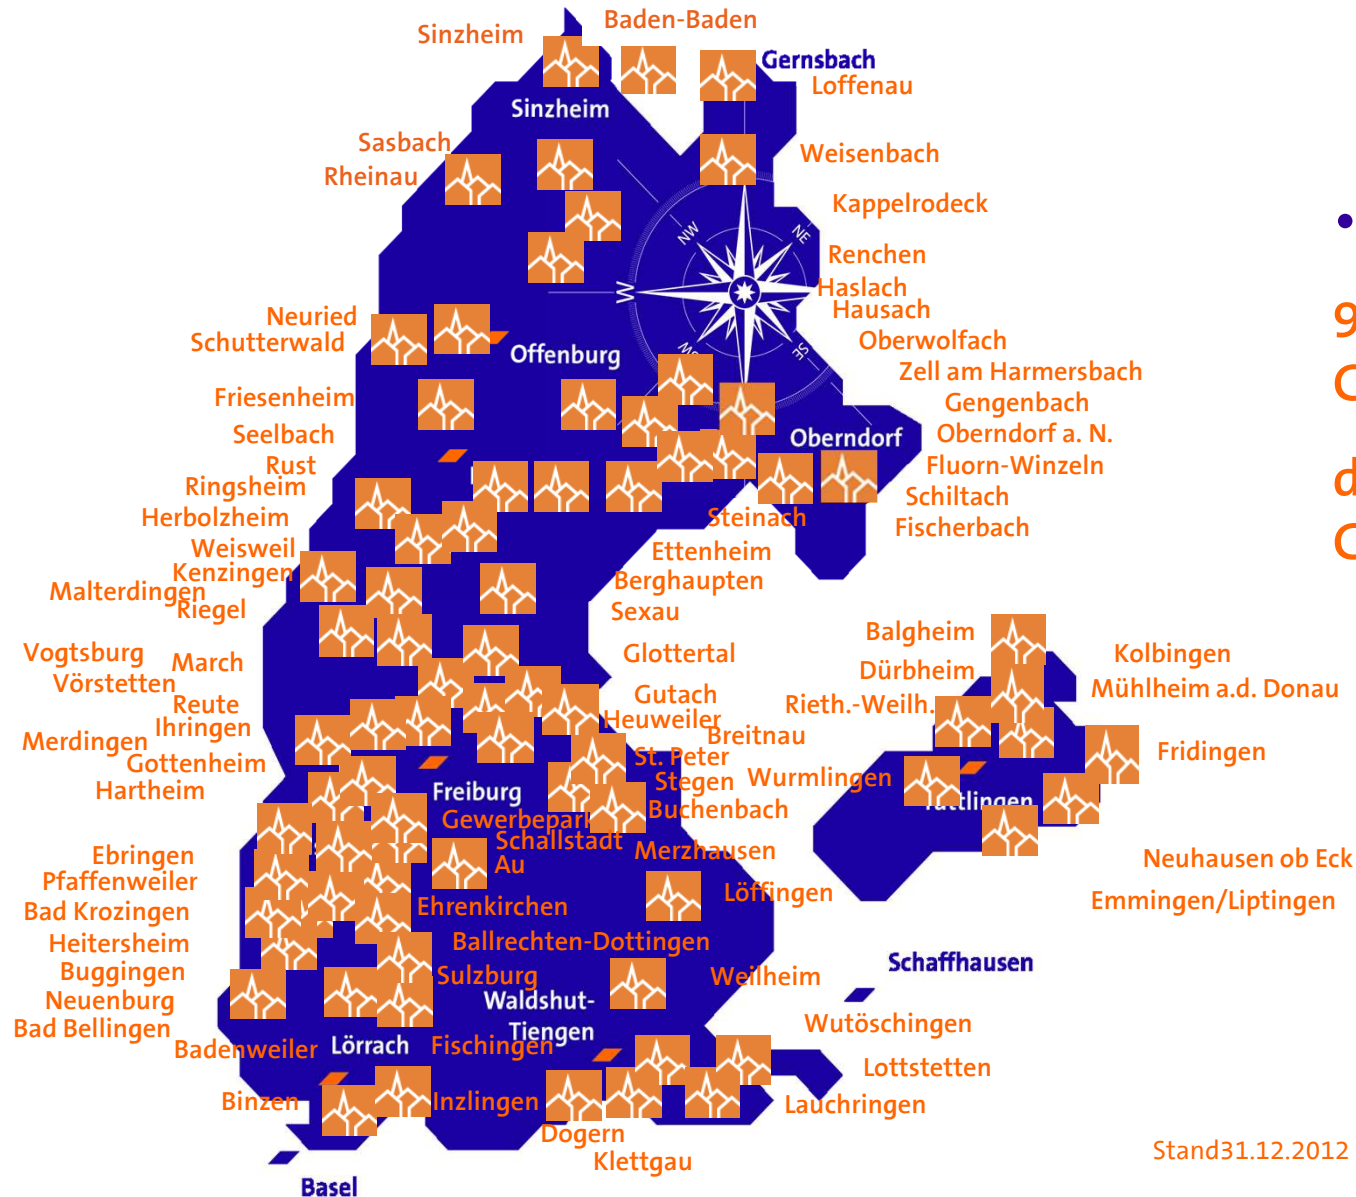 Baden-Baden
Sinzheim
Gernsbach
Loffenau
Sinzheim
Sasbach
Weisenbach
Rheinau
Kappelrodeck
NW
NE
Renchen
W
Haslach
Hausach
Neuried
Schutterwald
Oberwolfach
SE
Offenburg
Zell am Harmersbach
Friesenheim
Gengenbach
Seelbach
Oberndorf
Oberndorf a. N.
Rust
Fluorn-Winzeln
Ringsheim
Schiltach
Herbolzheim
Steinach
Fischerbach
Weisweil
Ettenheim
Kenzingen
Berghaupten
Malterdingen
Riegel
Sexau
Balgheim
Vogtsburg
March
Glottertal
Kolbingen
Vörstetten
Dürbheim
Mühlheim a.d. Donau
Reute
Gutach
Rieth.-Weilh.
Ihringen
Heuweiler
Merdingen
Breitnau
Fridingen
Gottenheim
St. Peter
Hartheim
Stegen
Wurmlingen
Freiburg
Buchenbach
Tuttlingen
Gewerbepark
Schallstadt
Merzhausen
Ebringen
Au
Neuhausen ob Eck
Pfaffenweiler
Löffingen
Emmingen/Liptingen
Bad Krozingen
Ehrenkirchen
Heitersheim
Ballrechten-Dottingen
Buggingen
Sulzburg
Weilheim
Schaffhausen
Neuenburg
Waldshut-
Tiengen
Bad Bellingen
Wutöschingen
Badenweiler
Lörrach
Fischingen
Lottstetten
Binzen
Inzlingen
Lauchringen
Dogern
Klettgau
Stand31.12.2012
Basel